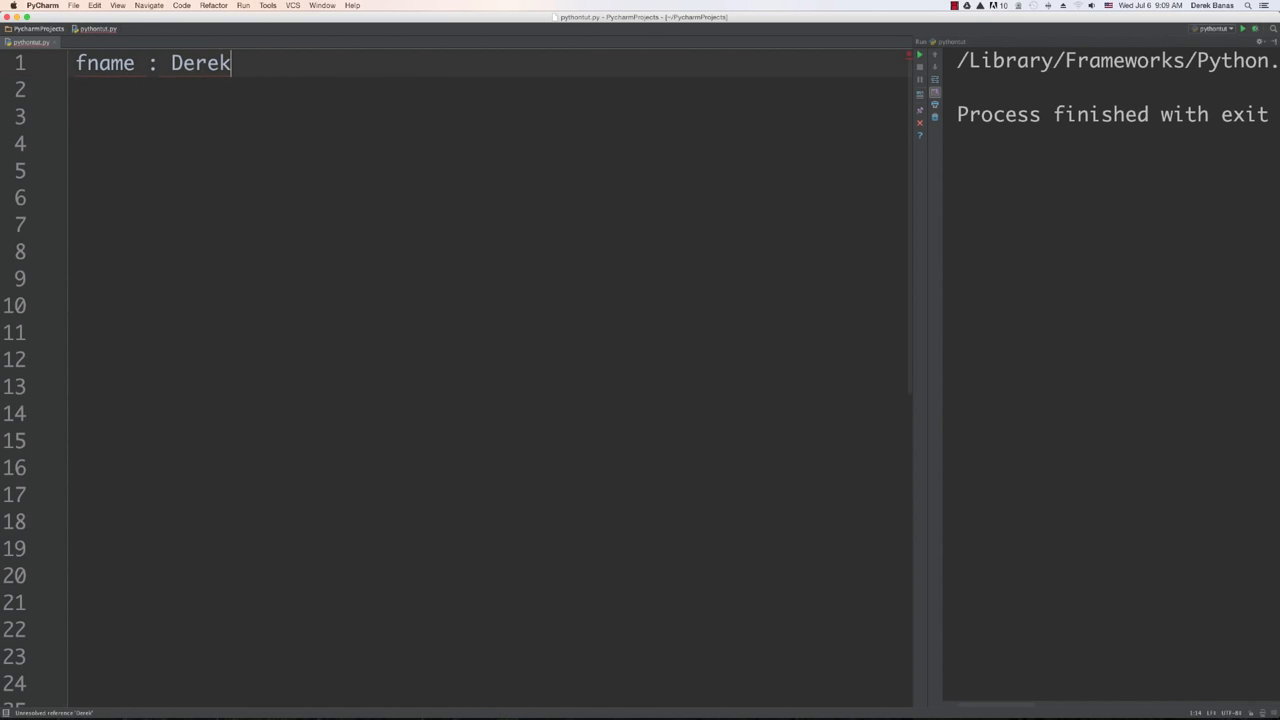 PyCharm File Edit View Navigate Code Refactor Run Tools VCS Window Help 10 Wed Jul 6 9:09 AM Derek Banas
pythontut.py - PycharmProjects - [~/PycharmProjects]
PycharmProjects pythontut.py pythontut
pythontut.py
Run: pythontut
1 fname : Derek
2
3
4
5
6
7
8
9
10
11
12
13
14
15
16
17
18
19
20
21
22
23
24
/Library/Frameworks/Python.
Process finished with exit
Unresolved reference 'Derek' 1:14 UTF-8